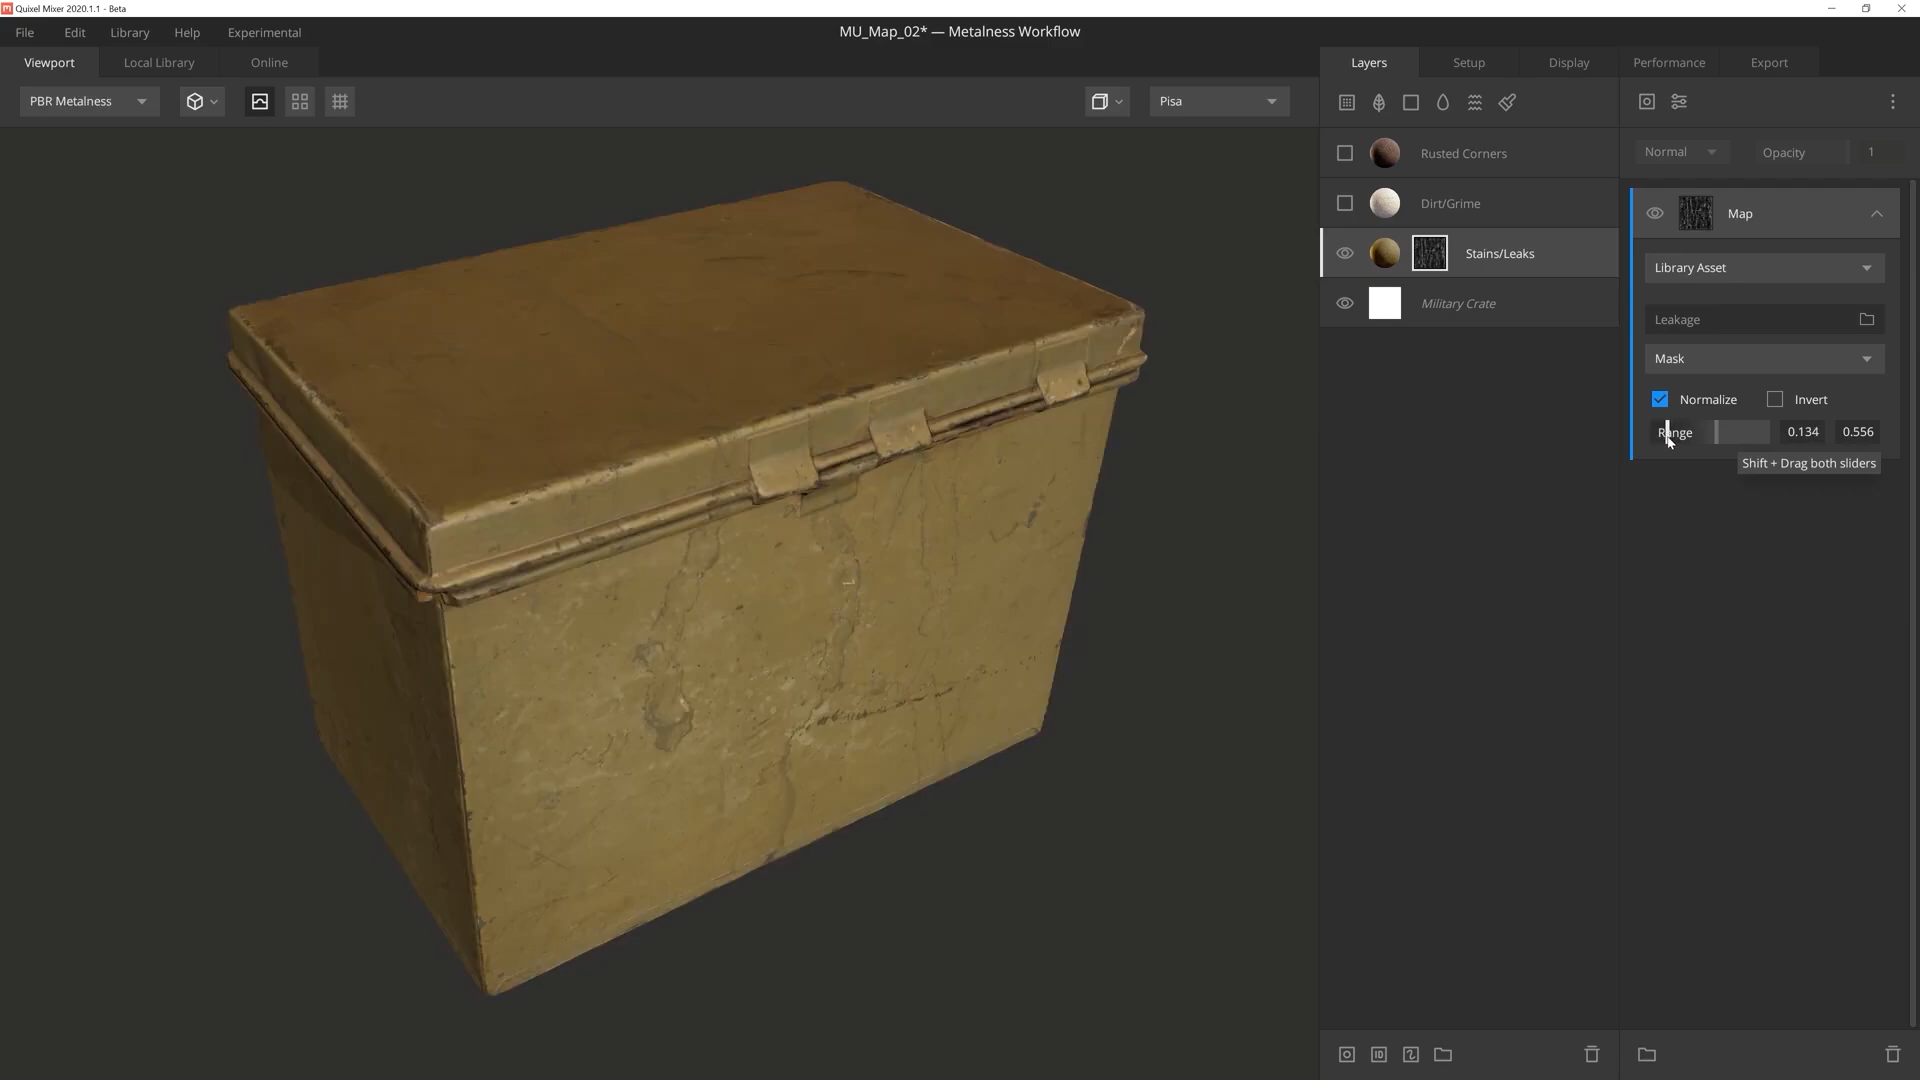 Quixel Mixer 2020.1.1 - Beta
File Edit Library Help Experimental
MU_Map_02* — Metalness Workflow
Viewport Local Library Online
Layers Setup Display Performance Export
PBR Metalness
Pisa
Rusted Corners
Dirt/Grime
Stains/Leaks
Military Crate
Normal Opacity 1
Map
Library Asset
Leakage
Mask
Normalize Invert
Range 0.134 0.556
Shift + Drag both sliders